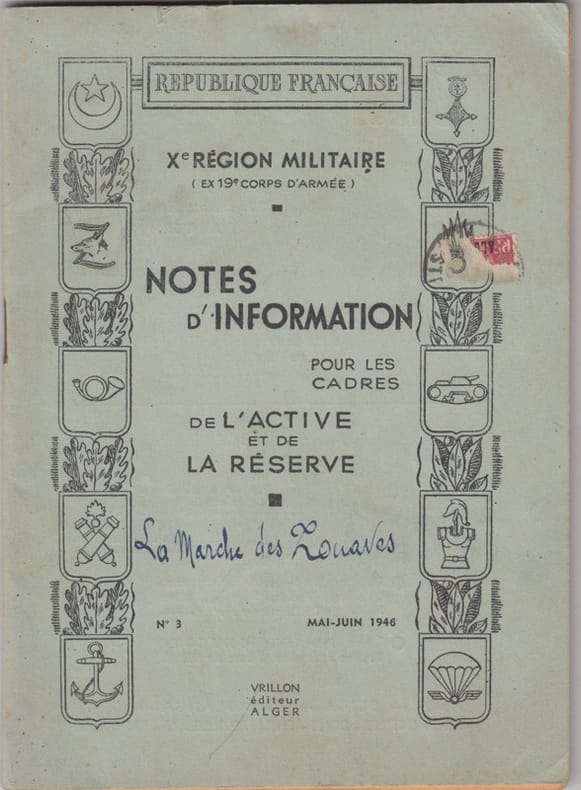 REPUBLIQUE FRANÇAISE
Xe RÉGION MILITAIRE
( EX 19e CORPS D'ARMÉE )
NOTES
D'INFORMATION
POUR LES
CADRES
DE L'ACTIVE
ET DE
LA RÉSERVE
La Marche des Zouaves
N° 3
MAI-JUIN 1946
VRILLON
éditeur
ALGER